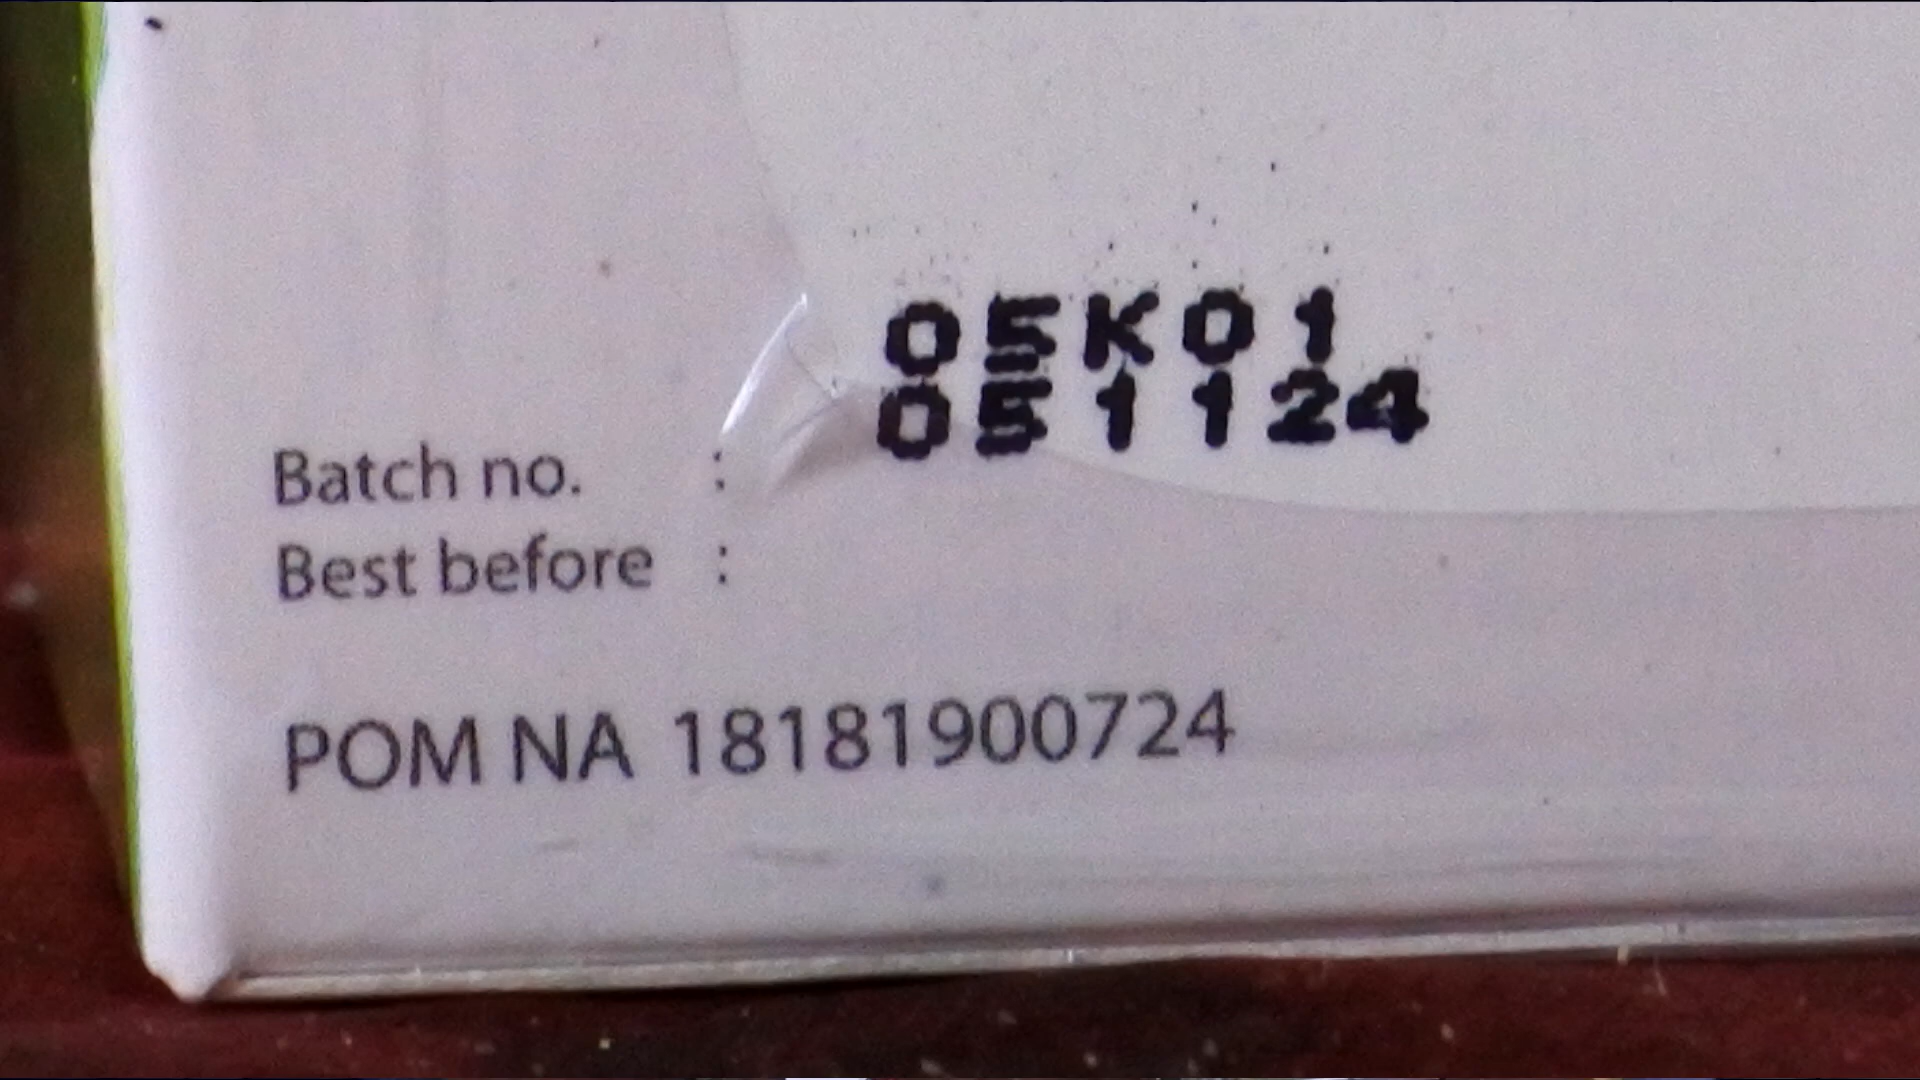 05K01
051124
Batch no. :
Best before :
POM NA 18181900724